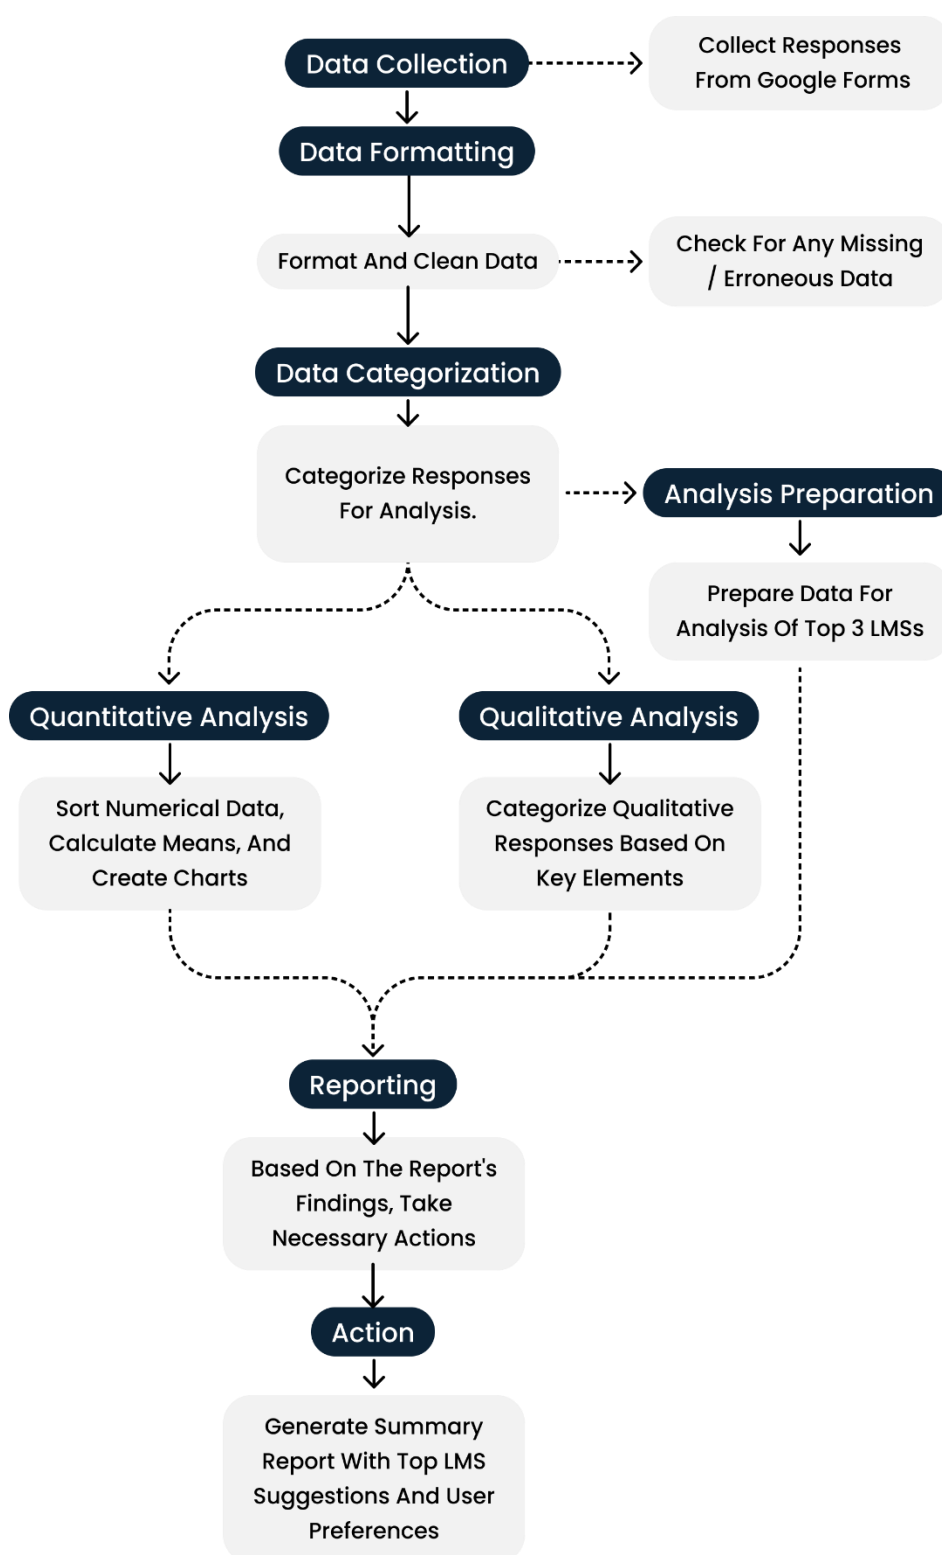 Data Collection
Collect Responses
From Google Forms
Data Formatting
Format And Clean Data
Check For Any Missing
/ Erroneous Data
Data Categorization
Categorize Responses
For Analysis.
Analysis Preparation
Prepare Data For
Analysis Of Top 3 LMSs
Quantitative Analysis
Sort Numerical Data,
Calculate Means, And
Create Charts
Qualitative Analysis
Categorize Qualitative
Responses Based On
Key Elements
Reporting
Based On The Report's
Findings, Take
Necessary Actions
Action
Generate Summary
Report With Top LMS
Suggestions And User
Preferences